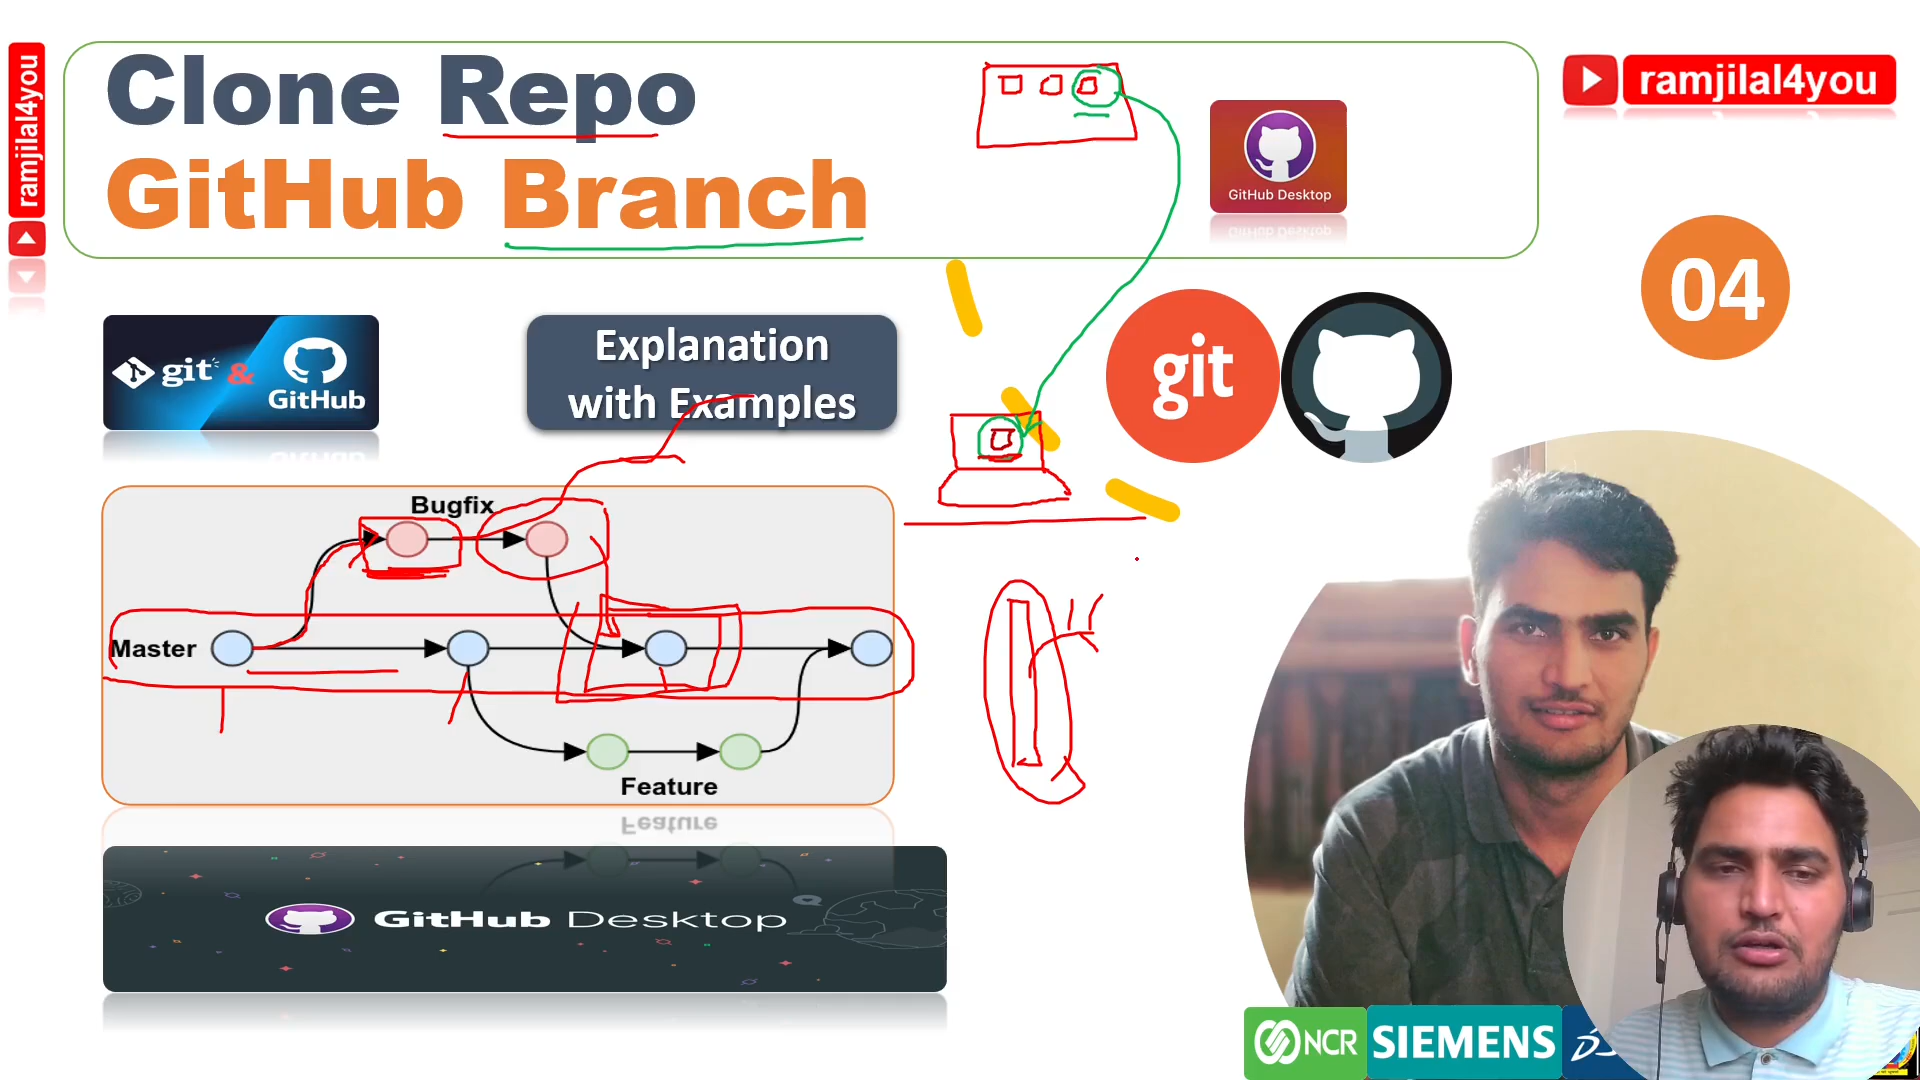 ramjilal4you
Clone Repo
GitHub Branch
GitHub Desktop
ramjilal4you
04
git & GitHub
Explanation
with Examples
git
Bugfix
Master
Feature
Feature
GitHub Desktop
NCR
SIEMENS